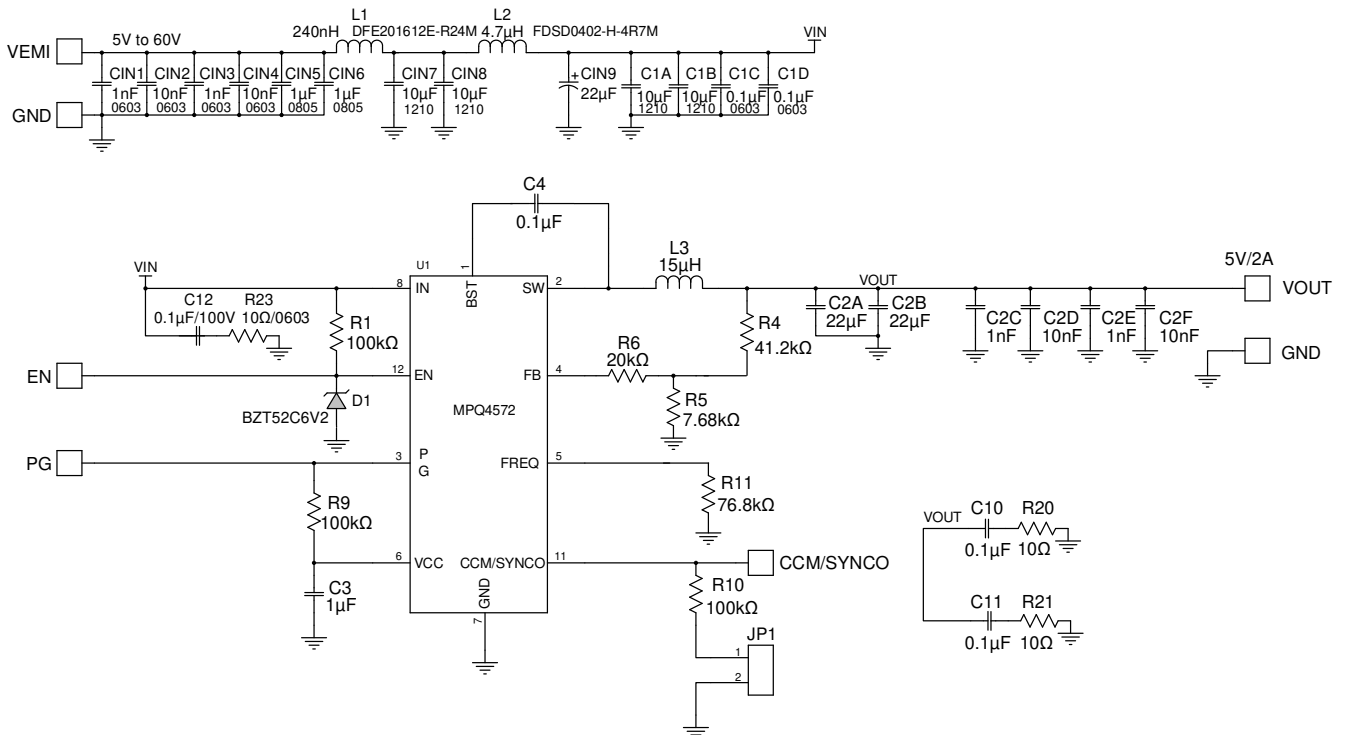 L1
240nH
DFE201612E-R24M
L2
4.7µH
FDSD0402-H-4R7M
VIN
VEMI
5V to 60V
CIN1
1nF
0603
CIN2
10nF
0603
CIN3
1nF
0603
CIN4
10nF
0603
CIN5
1µF
0805
CIN6
1µF
0805
CIN7
10µF
1210
CIN8
10µF
1210
+
CIN9
22µF
C1A
10µF
1210
C1B
10µF
1210
C1C
0.1µF
0603
C1D
0.1µF
0603
GND
C4
0.1µF
L3
15µH
5V/2A
VOUT
VOUT
VIN
C12
0.1µF/100V
R23
10Ω/0603
R1
100kΩ
U1
1
BST
8
IN
SW
2
R4
41.2kΩ
C2A
22µF
C2B
22µF
C2C
1nF
C2D
10nF
C2E
1nF
C2F
10nF
GND
R6
20kΩ
EN
12
EN
FB
4
R5
7.68kΩ
D1
BZT52C6V2
MPQ4572
PG
3
P
G
FREQ
5
R9
100kΩ
R11
76.8kΩ
6
VCC
CCM/SYNCO
11
CCM/SYNCO
C3
1µF
GND
7
R10
100kΩ
JP1
1
2
VOUT
C10
0.1µF
R20
10Ω
C11
0.1µF
R21
10Ω